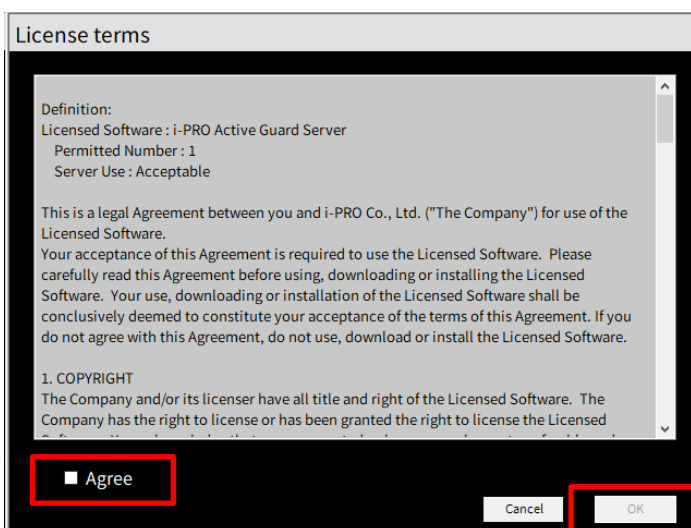 License terms
Definition:
Licensed Software : i-PRO Active Guard Server
Permitted Number : 1
Server Use : Acceptable
This is a legal Agreement between you and i-PRO Co., Ltd. ("The Company") for use of the
Licensed Software.
Your acceptance of this Agreement is required to use the Licensed Software.  Please
carefully read this Agreement before using, downloading or installing the Licensed
Software.  Your use, downloading or installation of the Licensed Software shall be
conclusively deemed to constitute your acceptance of the terms of this Agreement. If you
do not agree with this Agreement, do not use, download or install the Licensed Software.
1. COPYRIGHT
The Company and/or its licenser have all title and right of the Licensed Software.  The
Company has the right to license or has been granted the right to license the Licensed
Agree
Cancel
OK